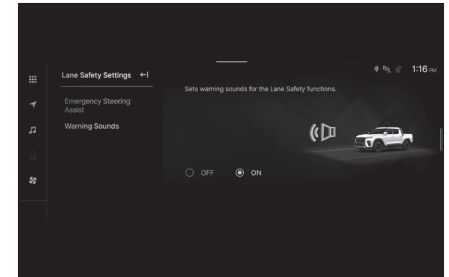 1:16 PM
Lane Safety Settings
Sets warning sounds for the Lane Safety functions.
Emergency Steering
Assist
Warning Sounds
OFF
ON